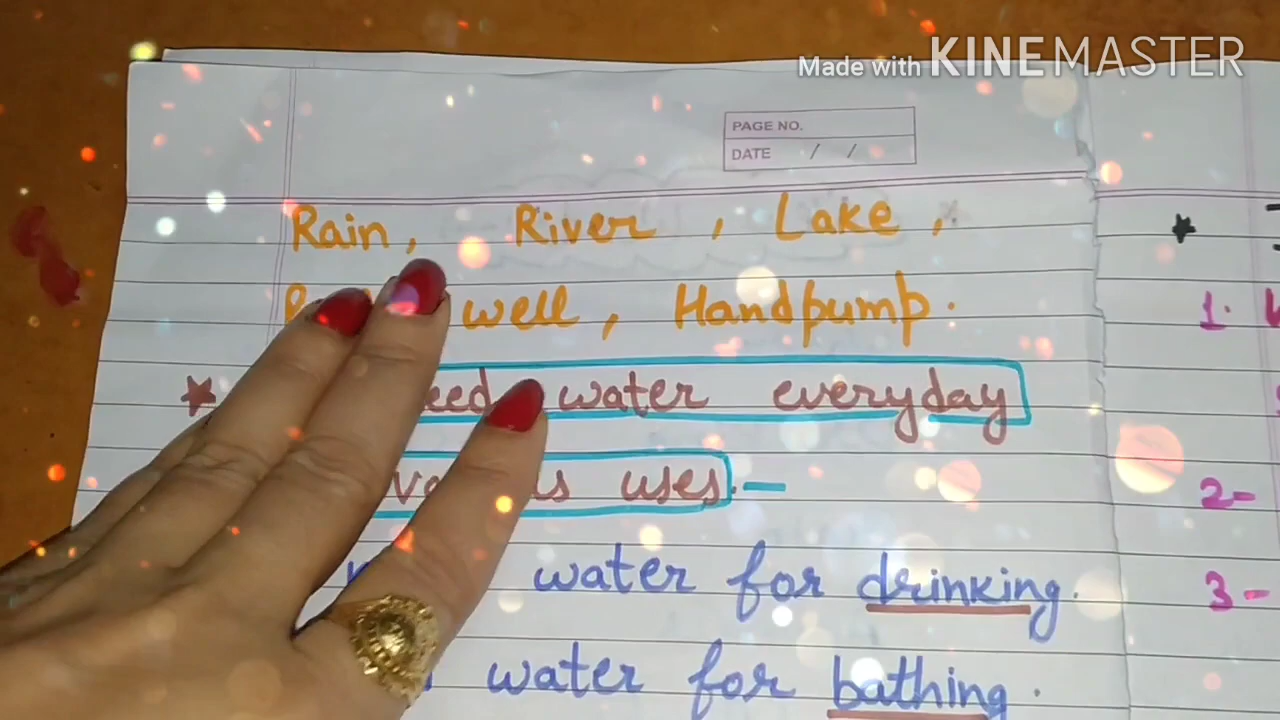 Made with KINEMASTER
PAGE NO.
DATE / /
Rain, River, Lake,
well, Handpump.
water everyday
uses.-
water for drinking.
water for bathing.
1.
2-
3-